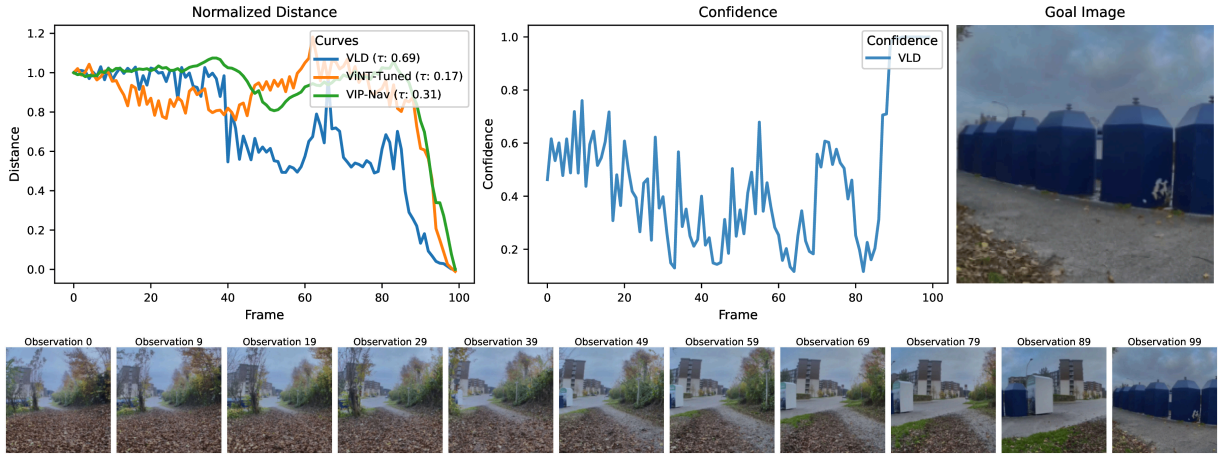 Normalized Distance
Confidence
Goal Image
1.2
1.0
0.8
0.6
0.4
0.2
0.0
Distance
0
20
40
60
80
100
Frame
Curves
VLD (τ: 0.69)
ViNT-Tuned (τ: 0.17)
VIP-Nav (τ: 0.31)
1.0
0.8
0.6
0.4
0.2
Confidence
0
20
40
60
80
100
Frame
Confidence
VLD
Observation 0
Observation 9
Observation 19
Observation 29
Observation 39
Observation 49
Observation 59
Observation 69
Observation 79
Observation 89
Observation 99